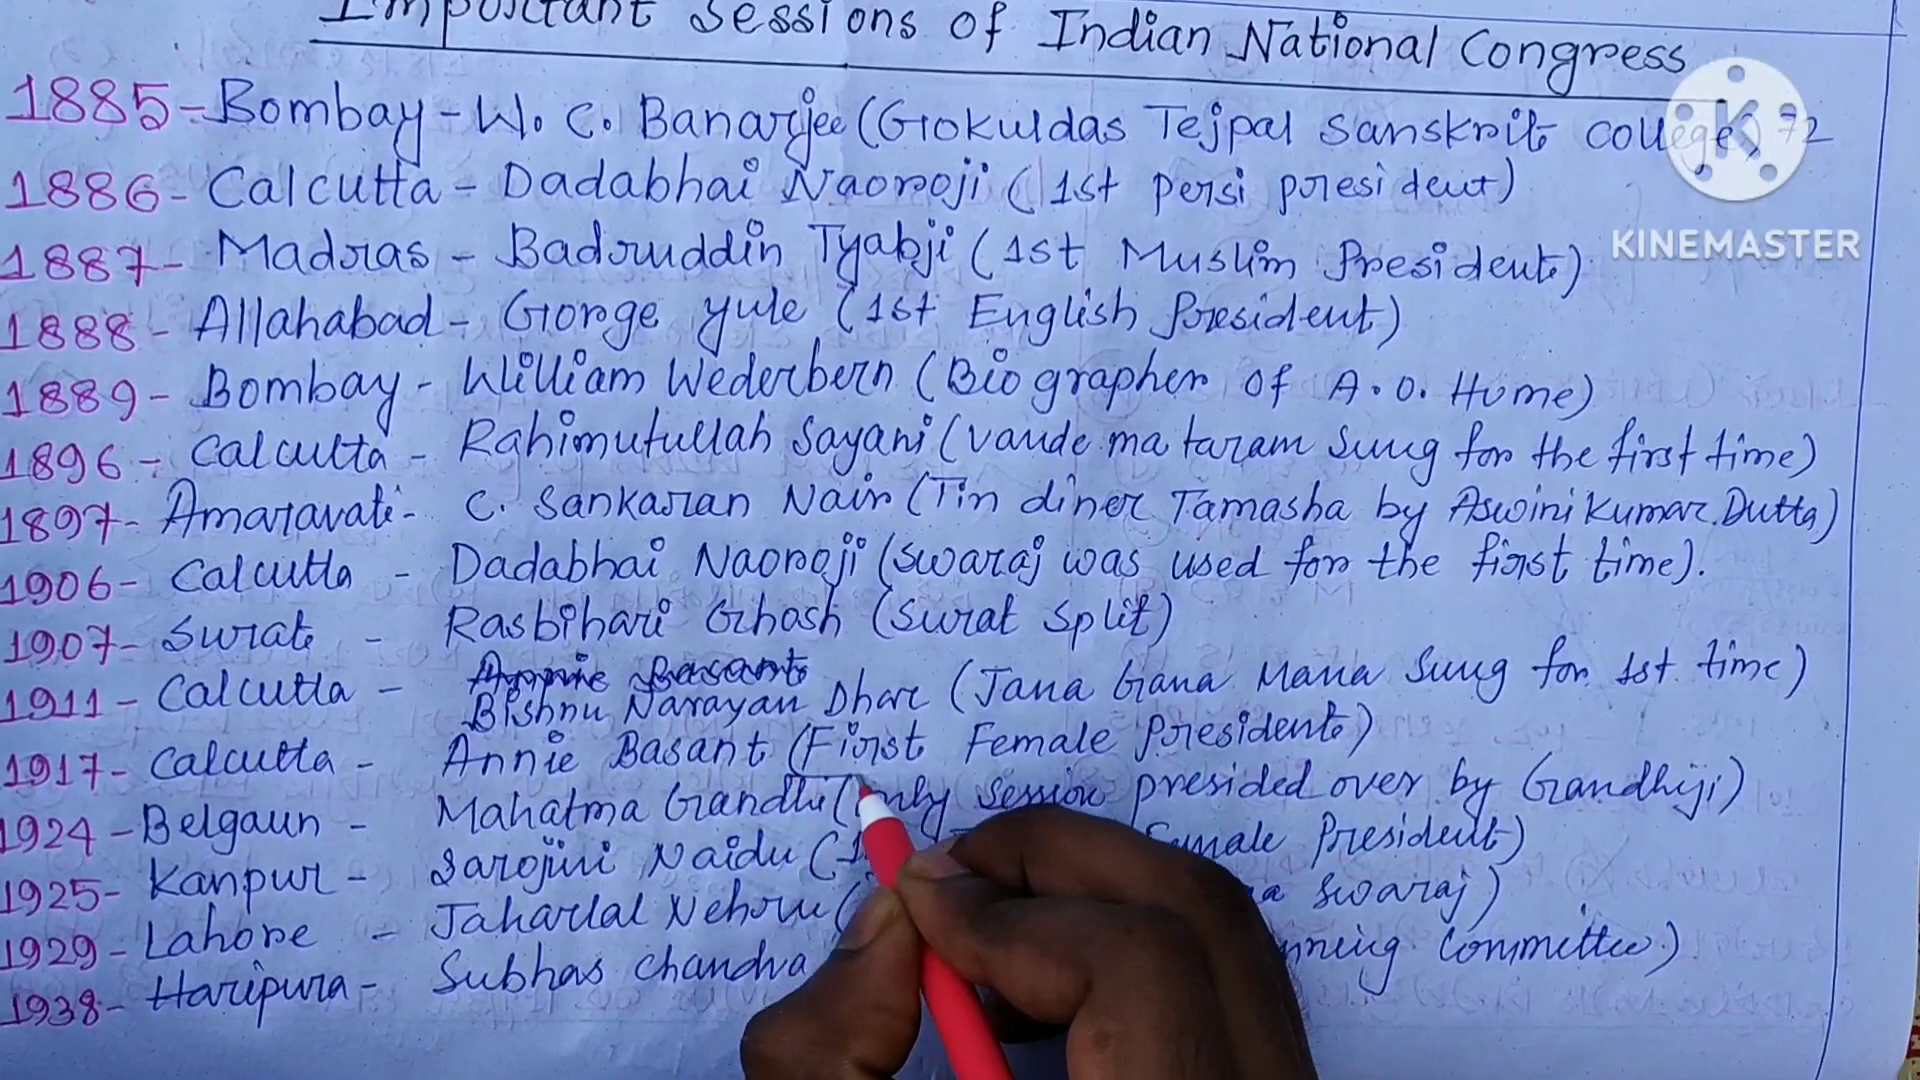 Important Sessions of Indian National Congress
1885- Bombay - W. C. Banarjee (Gokuldas Tejpal Sanskrit College) 72
1886- Calcutta - Dadabhai Naoroji (1st Persi president)
1887- Madras - Badruddin Tyabji (1st Muslim President)
1888- Allahabad - Gorge yule (1st English President)
1889- Bombay - William Wederbern (Biographer of A.O. Hume)
1896- Calcutta - Rahimutullah Sayani (Vande mataram Sung for the first time)
1897- Amaravati- C. Sankaran Nair (Tin diner Tamasha by Aswini Kumar. Dutta)
1906- Calcutta - Dadabhai Naoroji (Swaraj was used for the first time).
1907- Surat - Rasbihari Ghosh (Surat Split)
Annie Basant
1911- Calcutta - Bishnu Narayan Dhar (Jana Gana Mana Sung for 1st time)
1917- Calcutta - Annie Basant (First Female President)
1924- Belgaun - Mahatma Gandhi (only session presided over by Gandhiji)
1925- Kanpur - Sarojini Naidu ( President)
1929- Lahore - Jaharlal Nehru ( Swaraj)
1938- Haripura - Subhas Chandra Committee)
KINEMASTER